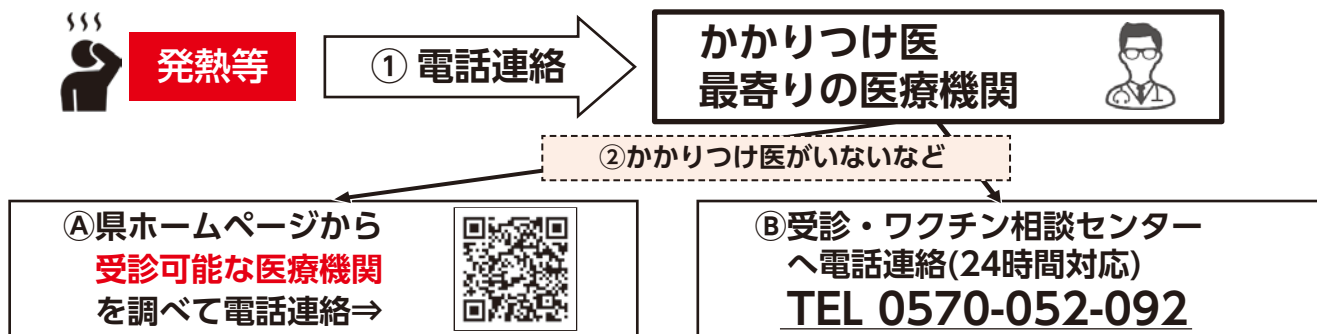 発熱等
① 電話連絡
かかりつけ医
最寄りの医療機関
②かかりつけ医がいないなど
Ⓐ県ホームページから
受診可能な医療機関
を調べて電話連絡⇒
Ⓑ受診・ワクチン相談センター
へ電話連絡(24時間対応)
TEL 0570-052-092